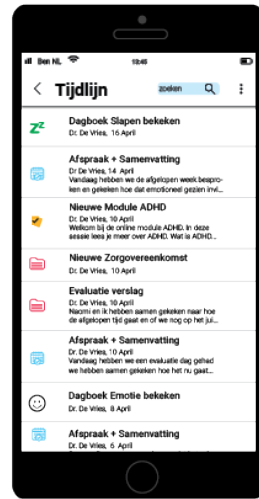 Ben NL 13:45
Tijdlijn zoeken
Dagboek Slapen bekeken
Dr. De Vries, 16 April
Afspraak + Samenvatting
Dr De Vries, 14 April
Vandaag hebben we de afgelopen week bespro-
ken en gekeken hoe dat emotioneel gezien invl...
Nieuwe Module ADHD
Dr. De Vries, 10 April
Welkom bij de online module ADHD. In deze
sessie lees je meer over ADHD. Wat is ADHD...
Nieuwe Zorgovereenkomst
Dr. De Vries, 10 April
Evaluatie verslag
Dr. De Vries, 10 April
Naomi en ik hebben samen gekeken naar hoe
de afgelopen tijd gaat en of we nog op het jui...
Afspraak + Samenvatting
Dr. De Vries, 10 April
Vandaag hebben we een evaluatie dag gehad
we hebben samen gekeken hoe het nu gaat...
Dagboek Emotie bekeken
Dr. De Vries, 8 April
Afspraak + Samenvatting
Dr. De Vries, 6 April